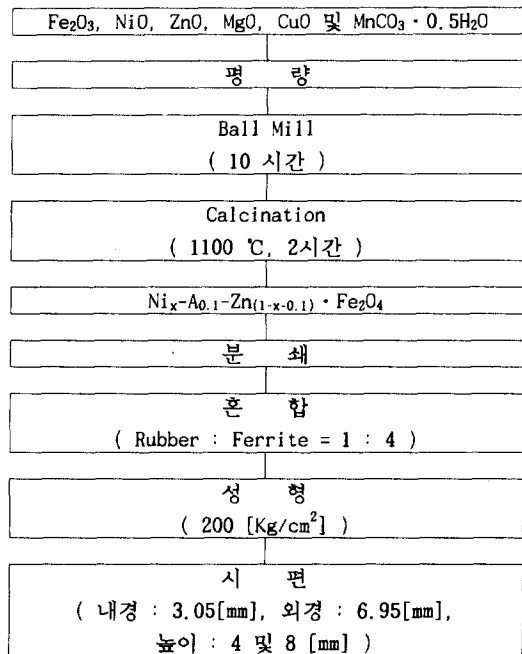 Fe₂O₃, NiO, ZnO, MgO, CuO 및 MnCO₃·0.5H₂O
평 량
Ball Mill
( 10 시간 )
Calcination
( 1100 ℃, 2시간 )
Niₓ-A₀.₁-Zn₍₁₋ₓ₋₀.₁₎·Fe₂O₄
분 쇄
혼 합
( Rubber : Ferrite = 1 : 4 )
성 형
( 200 [Kg/cm²] )
시 편
( 내경 : 3.05[mm], 외경 : 6.95[mm],
높이 : 4 및 8 [mm] )